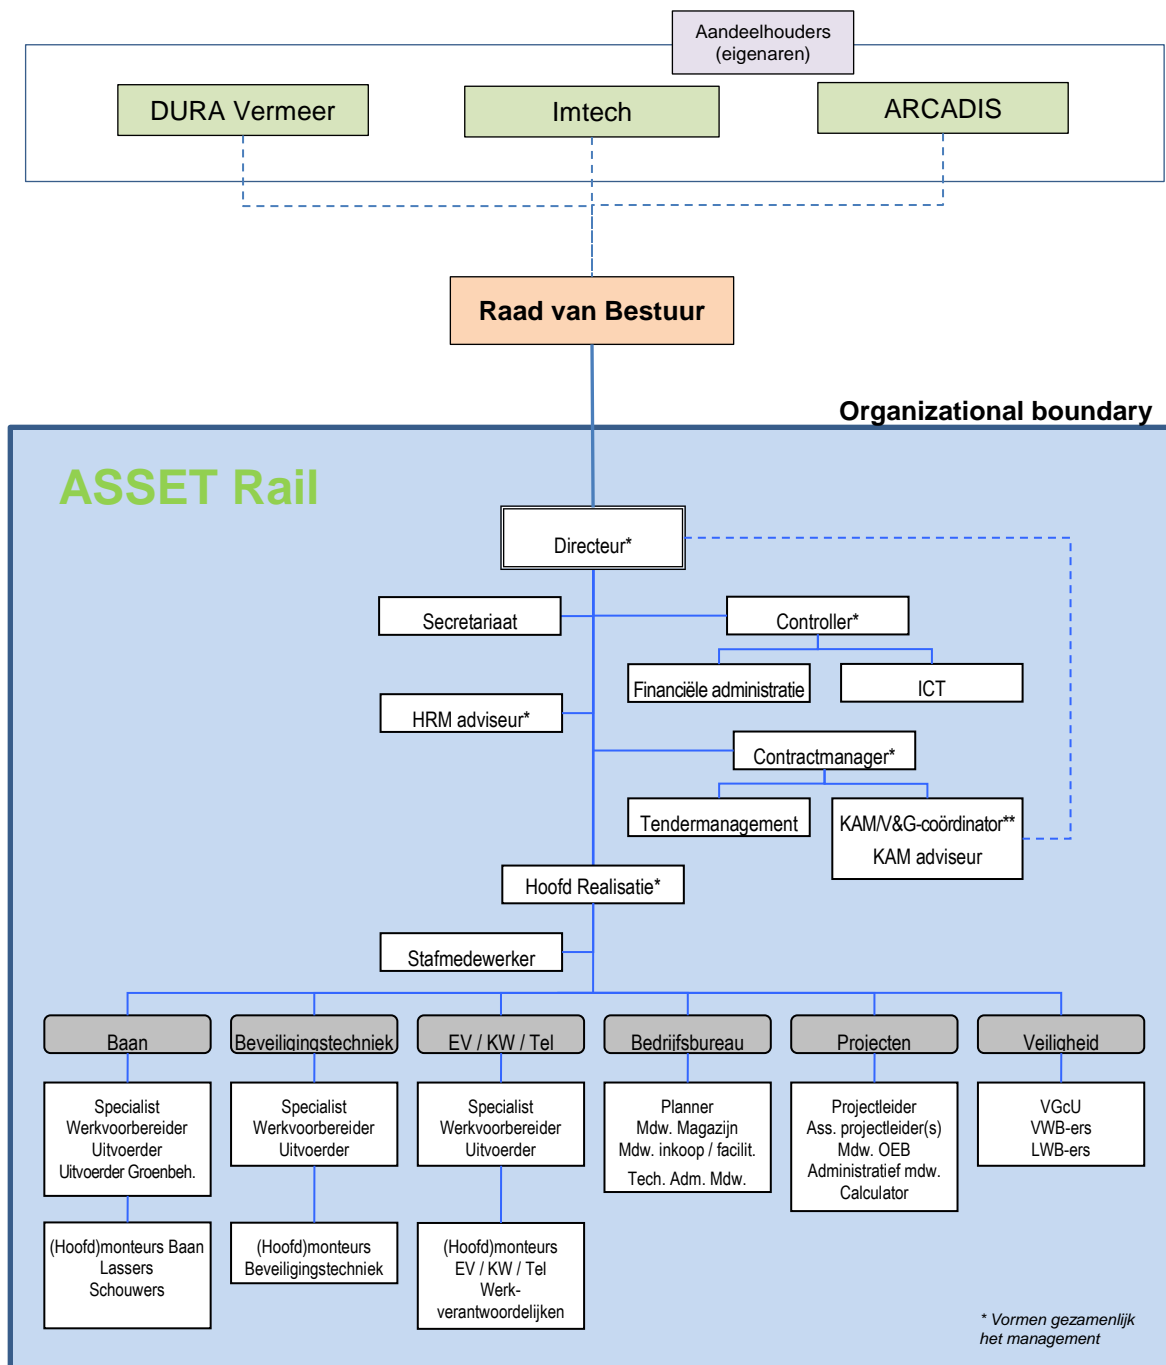 Aandeelhouders
(eigenaren)
DURA Vermeer
Imtech
ARCADIS
Raad van Bestuur
Organizational boundary
ASSET Rail
Directeur*
Secretariaat
Controller*
Financiële administratie
ICT
HRM adviseur*
Contractmanager*
Tendermanagement
KAM/V&G-coördinator**
KAM adviseur
Hoofd Realisatie*
Stafmedewerker
Baan
Beveiligingstechniek
EV / KW / Tel
Bedrijfsbureau
Projecten
Veiligheid
Specialist
Werkvoorbereider
Uitvoerder
Uitvoerder Groenbeh.
Specialist
Werkvoorbereider
Uitvoerder
Specialist
Werkvoorbereider
Uitvoerder
Planner
Mdw. Magazijn
Mdw. inkoop / facilit.
Tech. Adm. Mdw.
Projectleider
Ass. projectleider(s)
Mdw. OEB
Administratief mdw.
Calculator
VGcU
VWB-ers
LWB-ers
(Hoofd)monteurs Baan
Lassers
Schouwers
(Hoofd)monteurs
Beveiligingstechniek
(Hoofd)monteurs
EV / KW / Tel
Werk-
verantwoordelijken
* Vormen gezamenlijk
het management